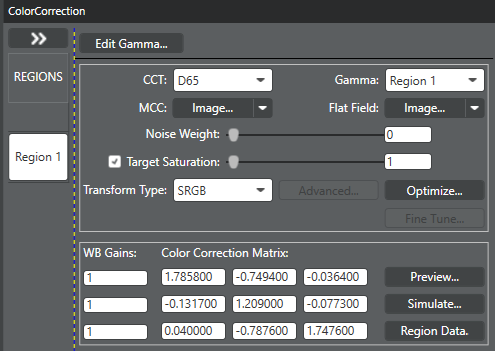 ColorCorrection
Edit Gamma...
REGIONS
Region 1
CCT: D65 Gamma: Region 1
MCC: Image... Flat Field: Image...
Noise Weight: 0
Target Saturation: 1
Transform Type: SRGB Advanced... Optimize...
Fine Tune...
WB Gains: Color Correction Matrix:
1 1.785800 -0.749400 -0.036400 Preview...
1 -0.131700 1.209000 -0.077300 Simulate...
1 0.040000 -0.787600 1.747600 Region Data.